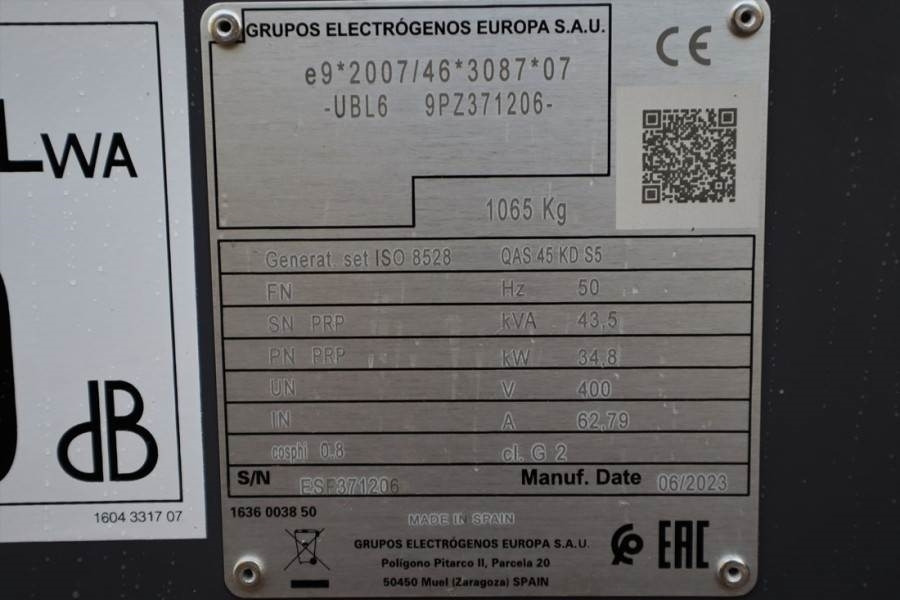 LWA
dB
1604 3317 07
GRUPOS ELECTRÓGENOS EUROPA S.A.U.
CE
e9*2007/46*3087*07
-UBL6 9PZ371206-
1065 Kg
Generat. set ISO 8528 QAS 45 KD S5
FN Hz 50
SN PRP kVA 43,5
PN PRP kW 34,8
UN V 400
IN A 62,79
cosphi 0.8 cl. G 2
S/N ESF371206 Manuf. Date 06/2023
1636 0038 50
MADE IN SPAIN
GRUPOS ELECTRÓGENOS EUROPA S.A.U.
Polígono Pitarco II, Parcela 20
50450 Muel (Zaragoza) SPAIN
EAC